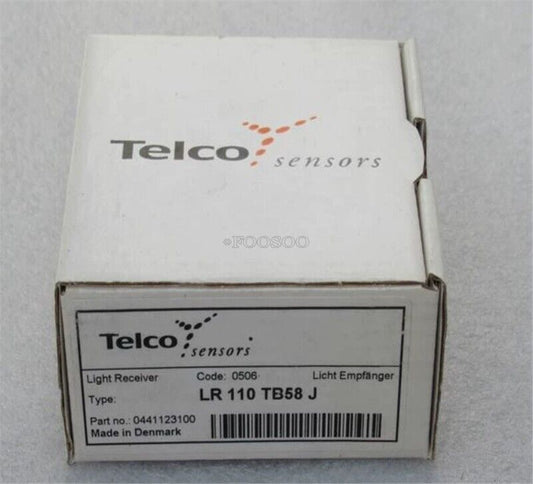 Telco sensors
FOOSOO
Telco sensors
Light Receiver Code: 0506 Licht Empfänger
Type: LR 110 TB58 J
Part no.: 0441123100
Made in Denmark